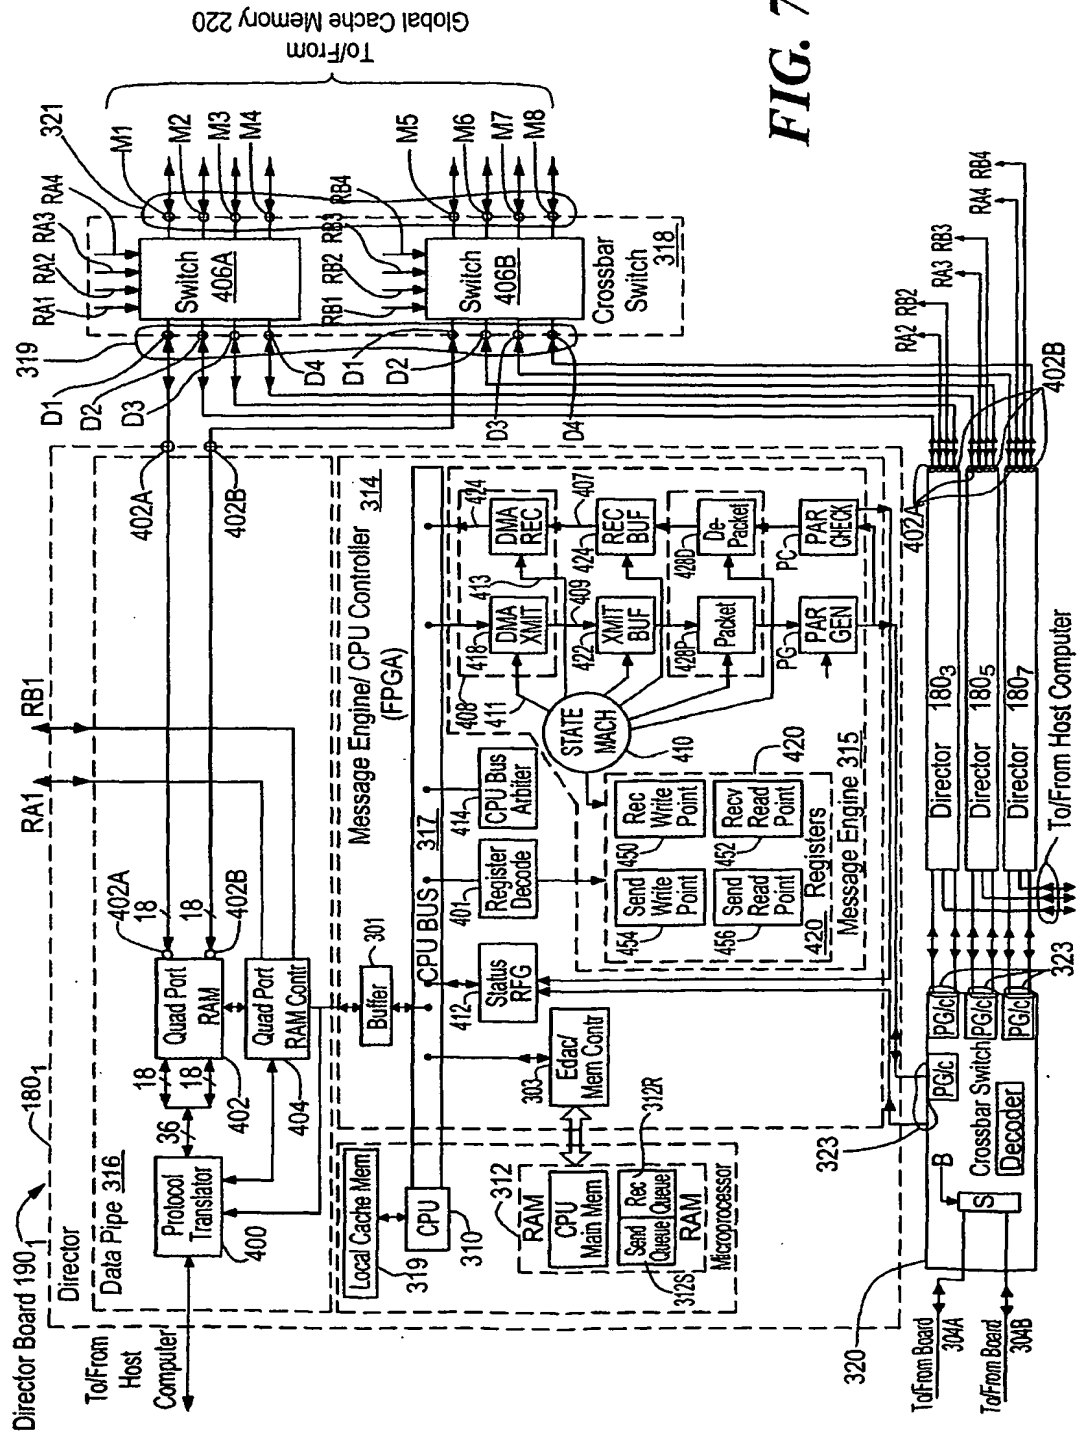 FIG. 7
Director Board 190₁
180₁
RA1
RB1
To/From
Host
Computer
Director
Data Pipe 316
Protocol
Translator
400
36
18
18
402
404
Quad Port
RAM
Quad Port
RAM Contr
402A
402B
18
18
402A
402B
319
D1
D2
D3
D4
D1
D2
D3
D4
RA1
RA2
RA3
RA4
Switch
406A
RB1
RB2
RB3
RB4
Switch
406B
Crossbar
Switch
318
321
M1
M2
M3
M4
M5
M6
M7
M8
To/From
Global Cache Memory 220
Message Engine/ CPU Controller
(FPGA)
314
301
Buffer
CPU BUS
317
Local Cache Mem
319
CPU
310
312
RAM
CPU
Main Mem
Send
Queue
Rec
Queue
RAM
312S
312R
Microprocessor
303
Edac/
Mem Contr
412
Status
RFG
401
Register
Decode
414
CPU Bus
Arbiter
408
411
418
DMA
XMIT
413
DMA
REC
424
409
407
422
XMIT
BUF
424
REC
BUF
428P
Packet
428D
De-
Packet
PG
PAR
GEN
PC
PAR
CHECK
STATE
MACH
410
454
Send
Write
Point
450
Rec
Write
Point
456
Send
Read
Point
452
Recv
Read
Point
420
420 Registers
Message Engine 315
320
To/From Board
304A
To/From Board
304B
B
S
323
PG/c
Crossbar Switch
Decoder
PG/c
PG/c
PG/c
323
To/From Host Computer
Director 180₃
Director 180₅
Director 180₇
402A
402A
402B
RA2
RB2
RA3
RB3
RA4
RB4